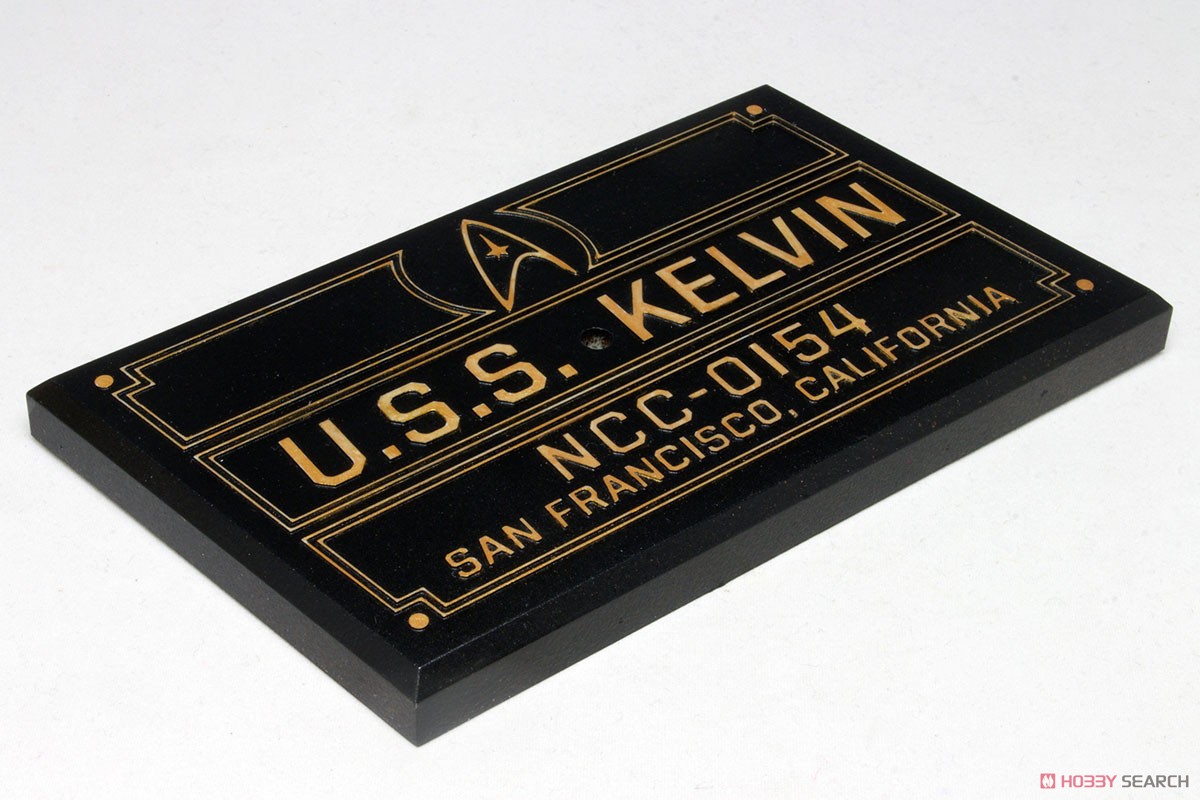 U.S.S. KELVIN
NCC-0154
SAN FRANCISCO, CALIFORNIA
HOBBY SEARCH